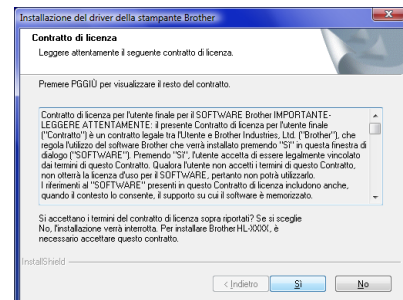 Installazione del driver della stampante Brother
Contratto di licenza
Leggere attentamente il seguente contratto di licenza.
Premere PGGIÙ per visualizzare il resto del contratto.
Contratto di licenza per l'utente finale per il SOFTWARE Brother IMPORTANTE-
LEGGERE ATTENTAMENTE: il presente Contratto di licenza per l'utente finale
("Contratto") è un contratto legale tra l'Utente e Brother Industries, Ltd. ("Brother"), che
regola l'utilizzo del software Brother che verrà installato premendo "Sì" in questa finestra di
dialogo ("SOFTWARE"). Premendo "Sì", l'utente accetta di essere legalmente vincolato
dai termini di questo Contratto. Qualora l'utente non accetti i termini di questo Contratto,
non otterrà la licenza d'uso per il SOFTWARE, pertanto non potrà utilizzarlo.
I riferimenti al "SOFTWARE" presenti in questo Contratto di licenza includono anche,
quando il contesto lo consente, il supporto su cui il software è memorizzato.
Si accettano i termini del contratto di licenza sopra riportati? Se si sceglie
No, l'installazione verrà interrotta. Per installare Brother HL-XXXX, è
necessario accettare questo contratto.
InstallShield
< Indietro Sì No